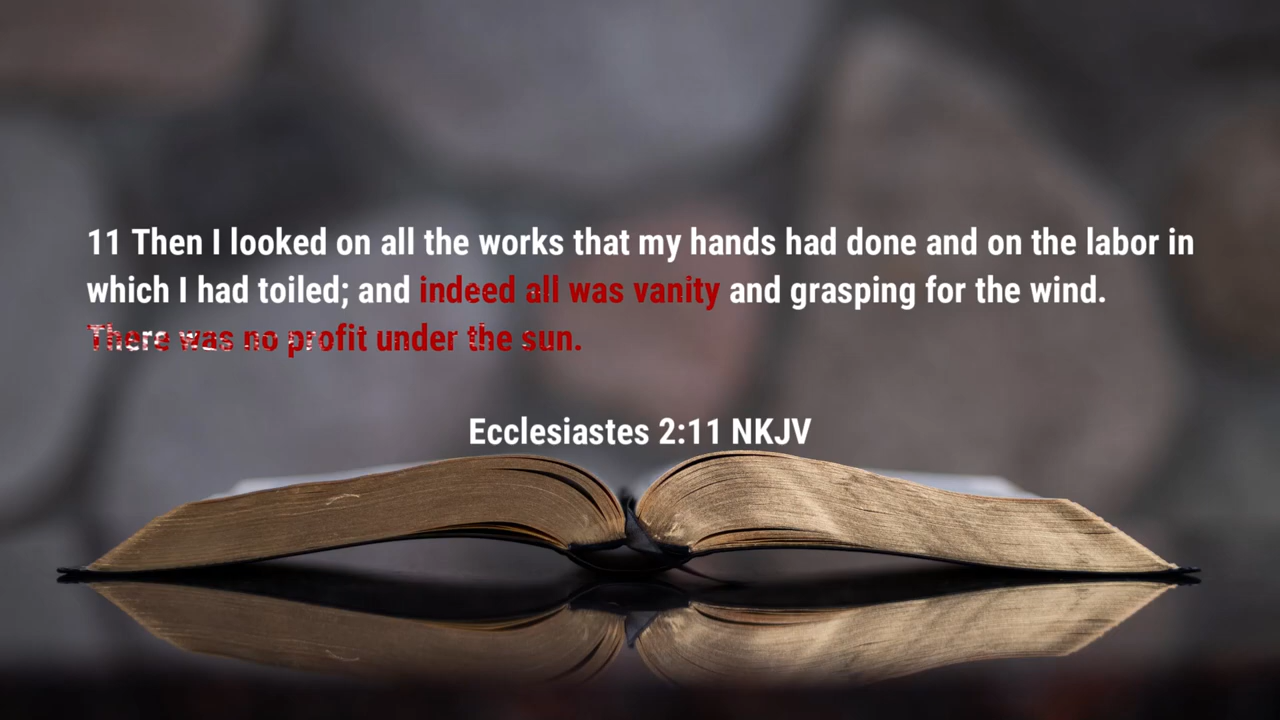 11 Then I looked on all the works that my hands had done and on the labor in
which I had toiled; and indeed all was vanity and grasping for the wind.
There was no profit under the sun.
Ecclesiastes 2:11 NKJV